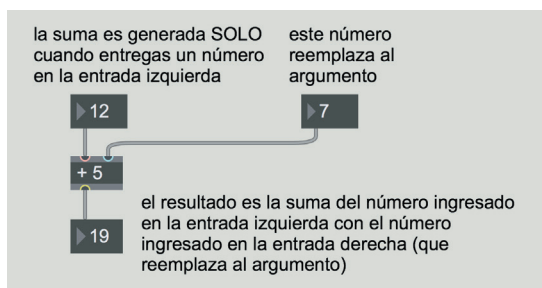 la suma es generada SOLO
cuando entregas un número
en la entrada izquierda
este número
reemplaza al
argumento
12
7
+ 5
19
el resultado es la suma del número ingresado
en la entrada izquierda con el número
ingresado en la entrada derecha (que
reemplaza al argumento)